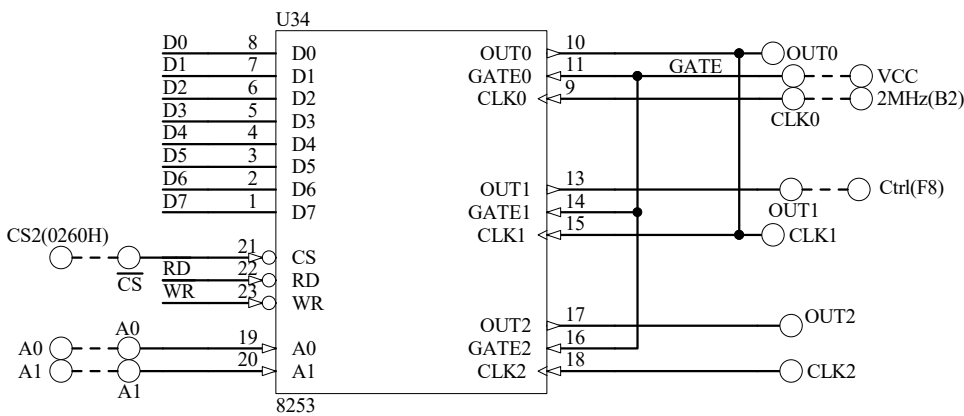 U34
D0 8 D0 OUT0 10 OUT0
D1 7 D1 GATE0 11 GATE VCC
D2 6 D2 CLK0 9 2MHz(B2)
CLK0
D3 5 D3
D4 4 D4
D5 3 D5
D6 2 D6 OUT1 13 Ctrl(F8)
OUT1
D7 1 D7 GATE1 14
CLK1 15 CLK1
CS2(0260H) 21 CS
CS
RD 22 RD
WR 23 WR
OUT2 17 OUT2
A0 A0 19 A0 GATE2 16
A1 20 A1 CLK2 18 CLK2
A1
8253